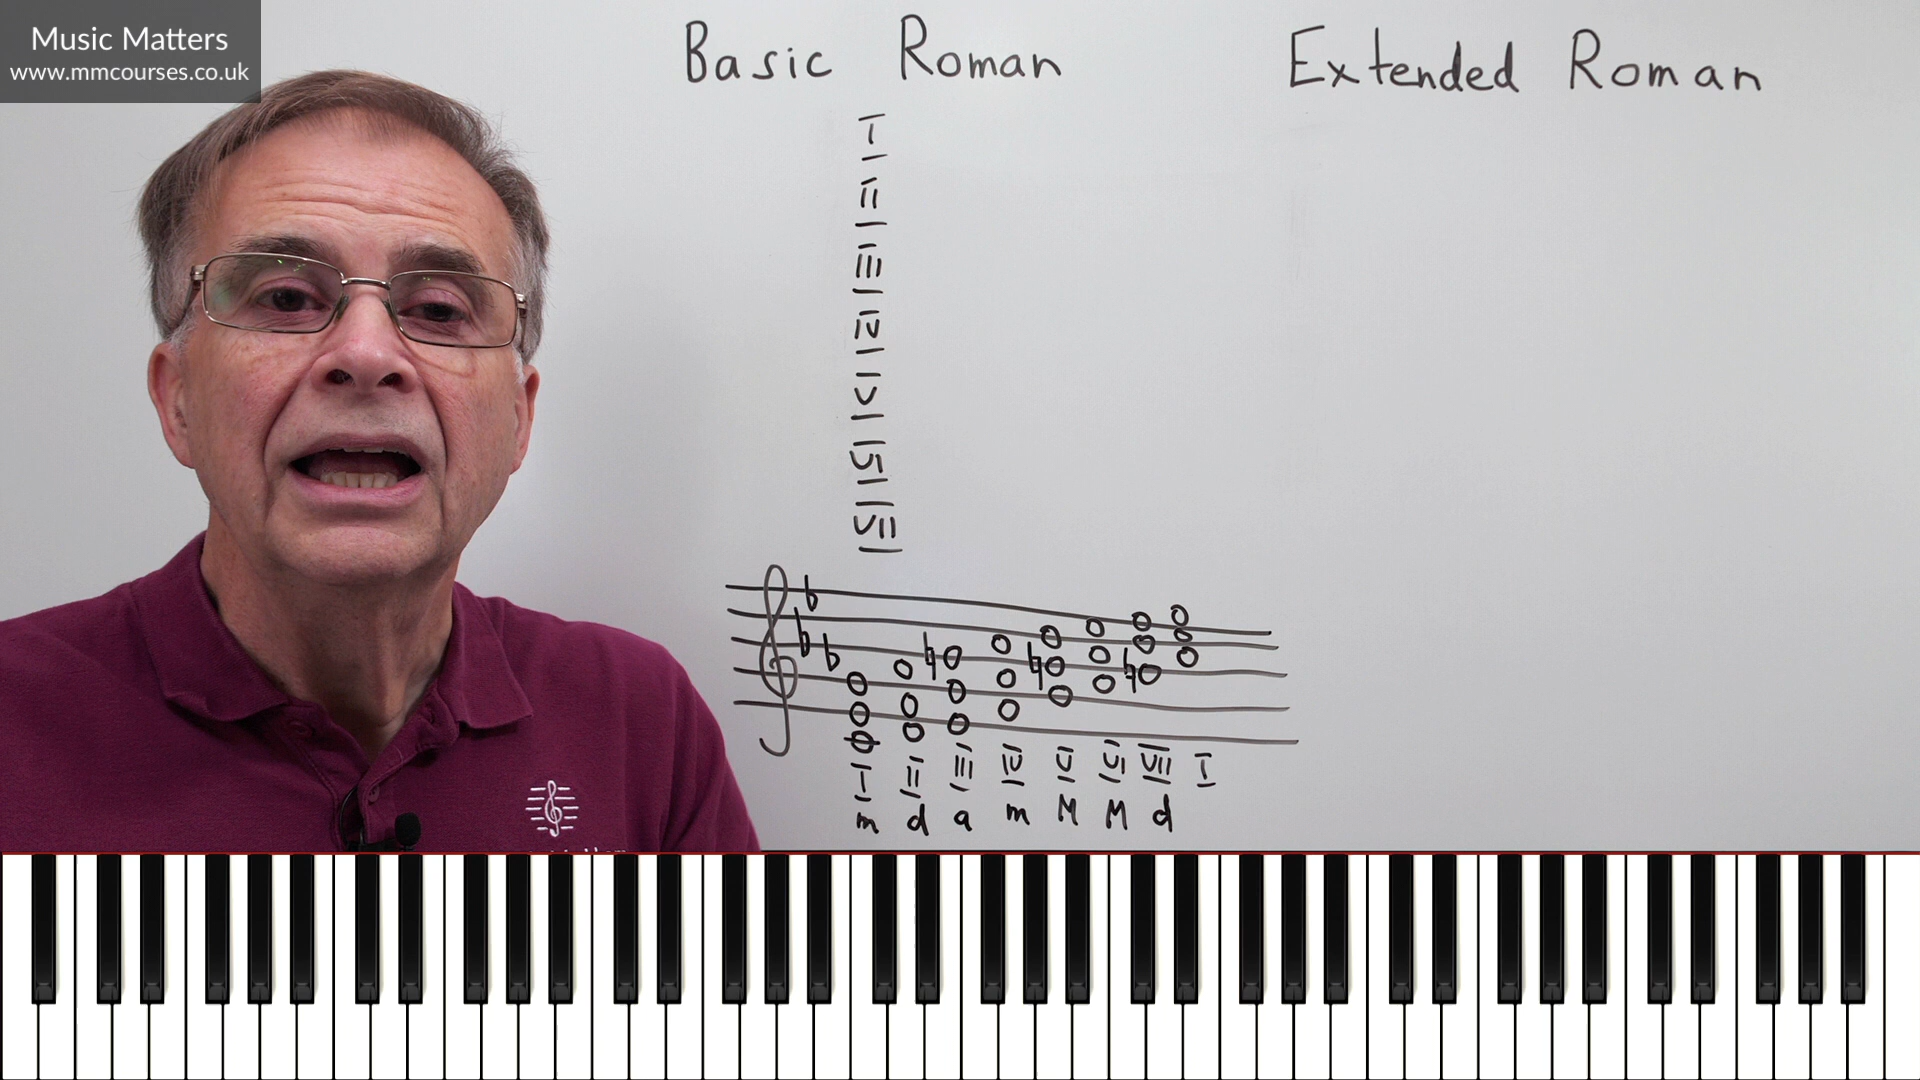 Music Matters
www.mmcourses.co.uk
Basic Roman
Extended Roman
I
II
III
IV
V
VI
VII
I II III IV V VI VII I
m d a m M M d